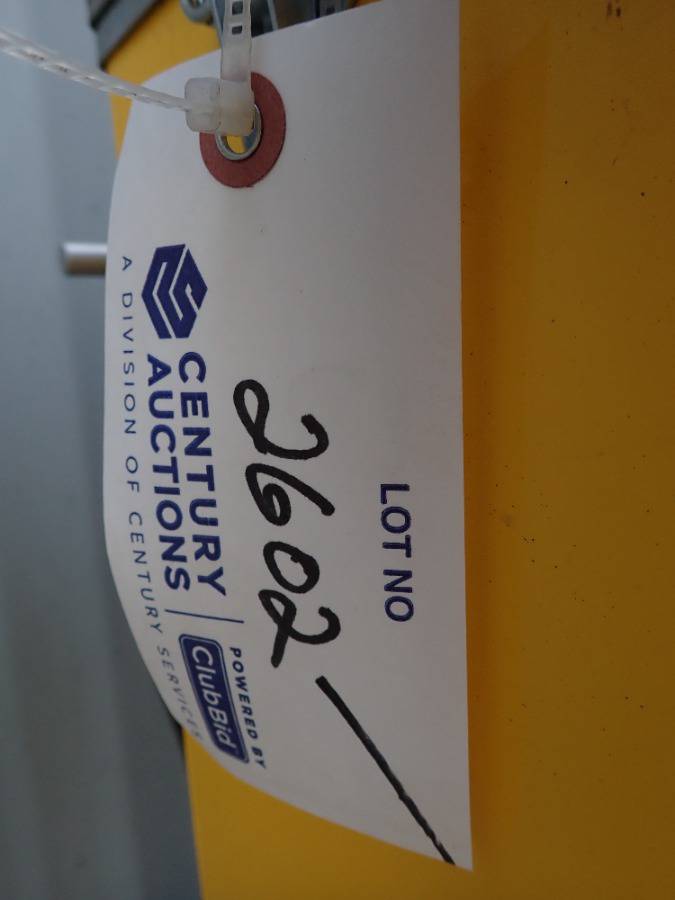 LOT NO
2602
CENTURY
AUCTIONS
A DIVISION OF CENTURY SERVICES
POWERED BY
ClubBid